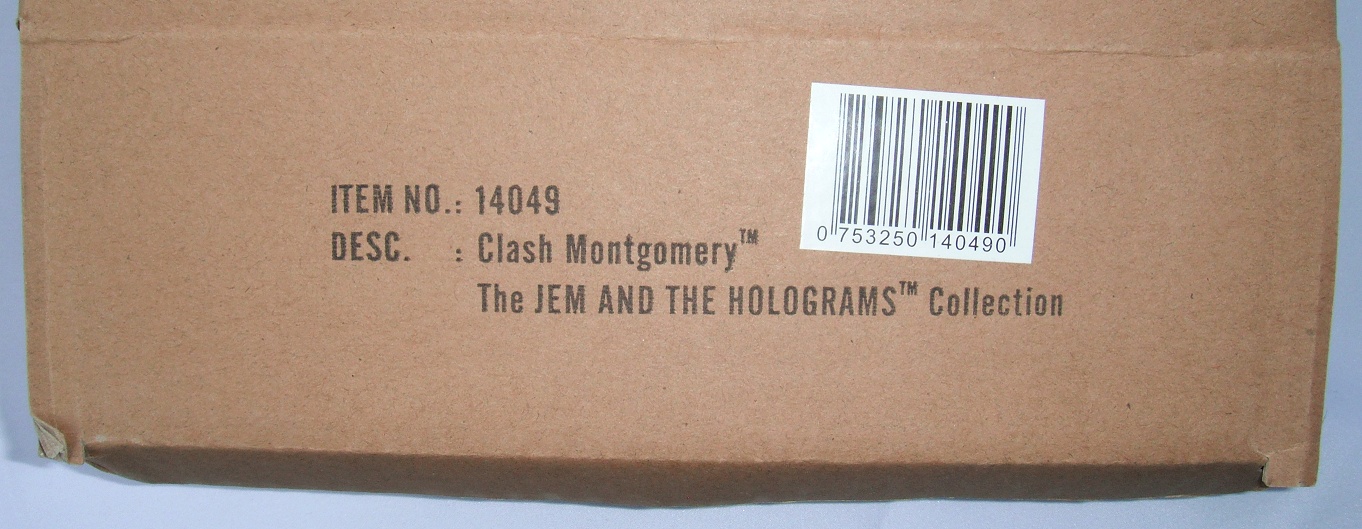 ITEM NO.: 14049
DESC. : Clash Montgomery™
The JEM AND THE HOLOGRAMS™ Collection
0 753250 140490